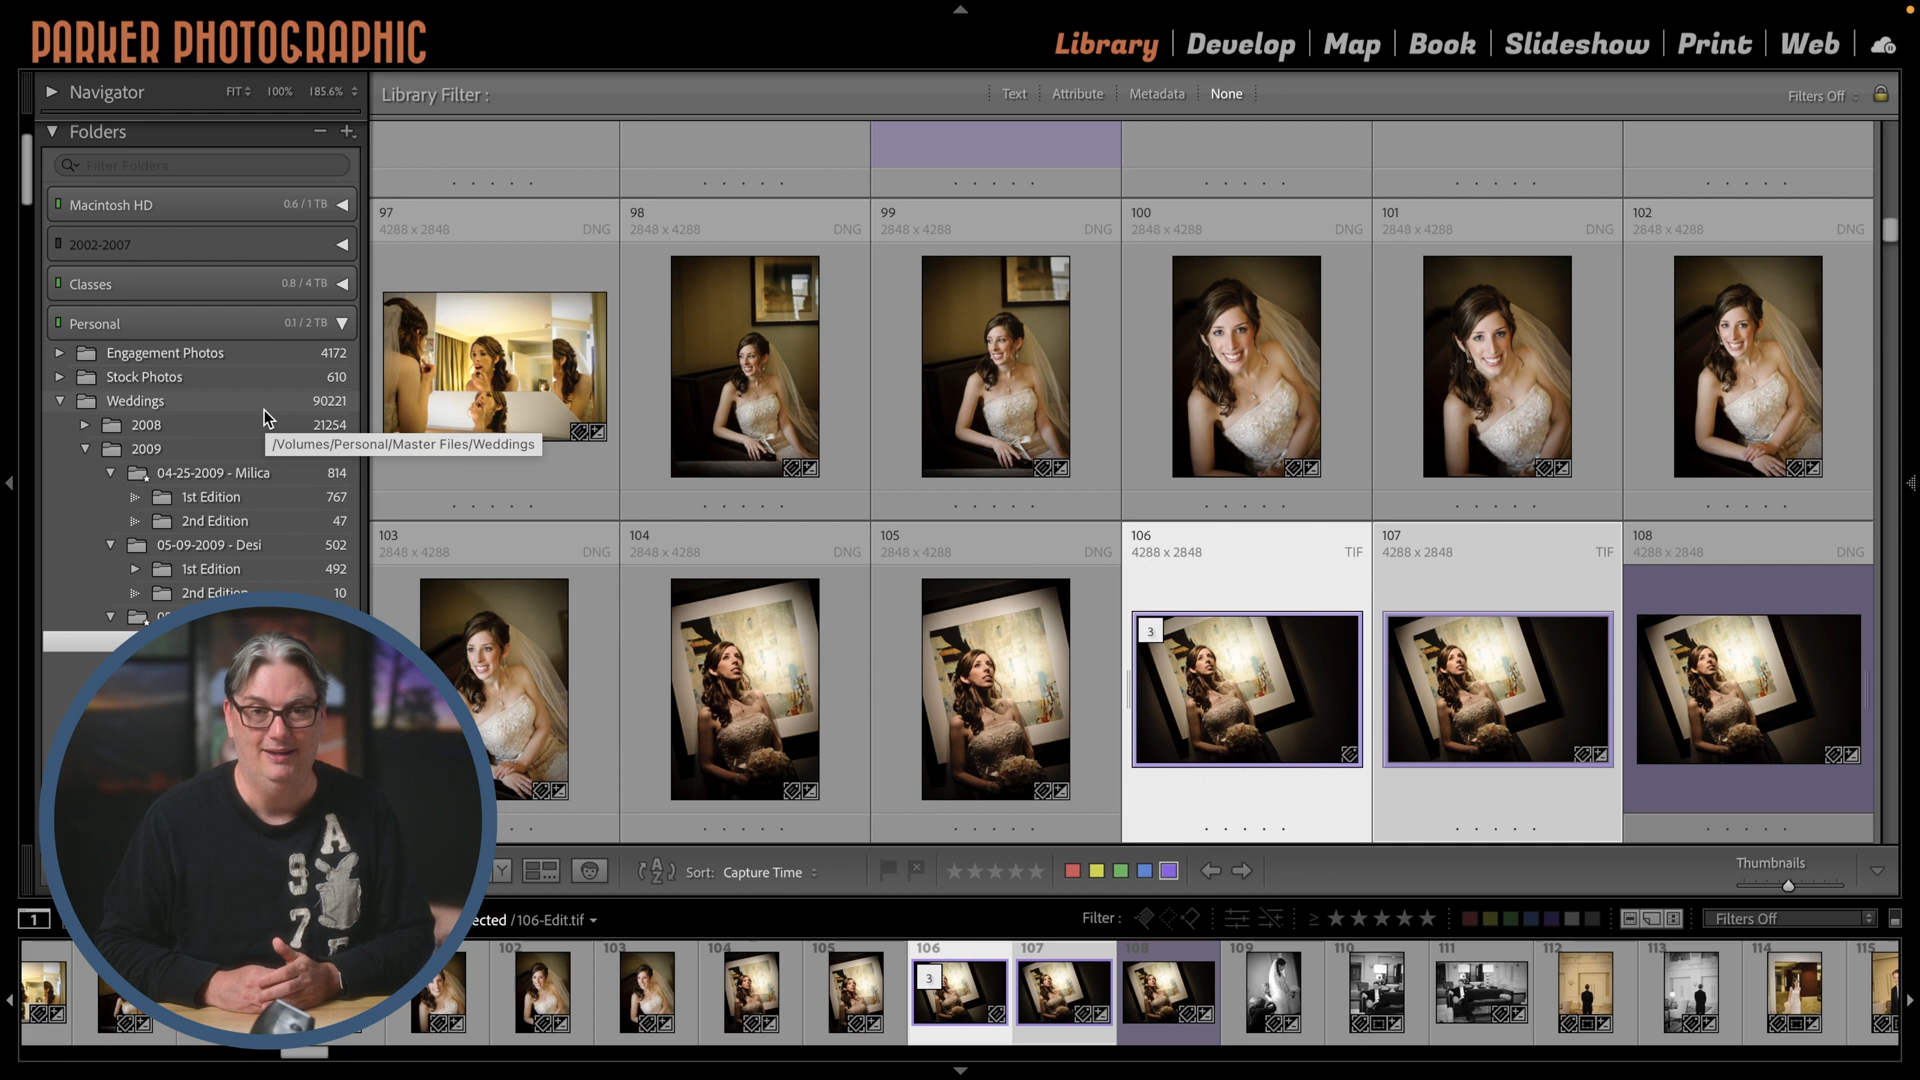 PARKER PHOTOGRAPHIC
Library | Develop | Map | Book | Slideshow | Print | Web
Navigator FIT 100% 185.6%
Library Filter : Text Attribute Metadata None Filters Off
Folders
Filter Folders
Macintosh HD 0.6 / 1 TB
2002-2007
Classes 0.8 / 4 TB
Personal 0.1 / 2 TB
Engagement Photos 4172
Stock Photos 610
Weddings 90221
2008 21254
/Volumes/Personal/Master Files/Weddings
2009
04-25-2009 - Milica 814
1st Edition 767
2nd Edition 47
05-09-2009 - Desi 502
1st Edition 492
2nd Edition 10
97 98 99 100 101 102
4288 x 2848 DNG 2848 x 4288 DNG 2848 x 4288 DNG 2848 x 4288 DNG 2848 x 4288 DNG 2848 x 4288 DNG
103 104 105 106 107 108
2848 x 4288 DNG 2848 x 4288 DNG 2848 x 4288 DNG 4288 x 2848 TIF 4288 x 2848 TIF 4288 x 2848 DNG
3
A
9
7
Y Sort: Capture Time Thumbnails
1 /106-Edit.tif Filter : Filters Off
102 103 104 105 106 107 108 109 110 111 112 113 114 115
3